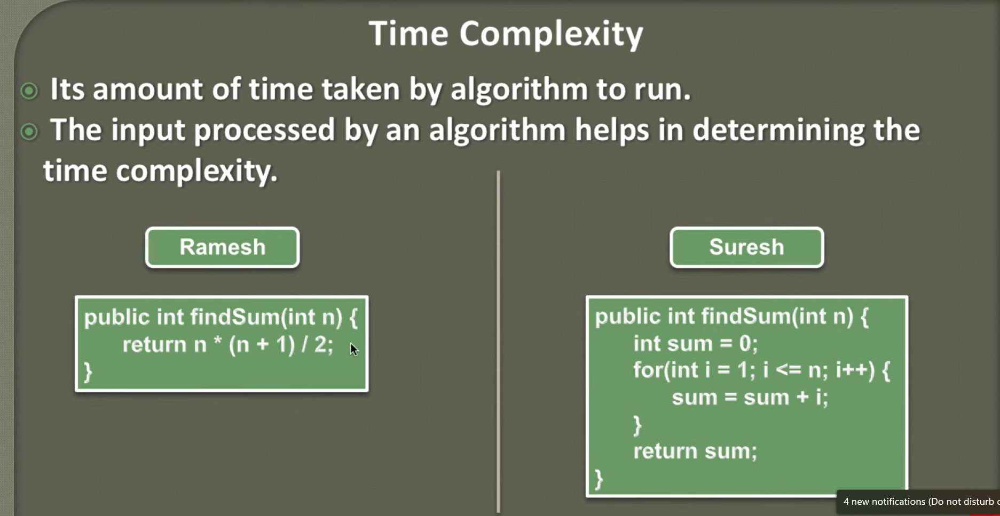 Time Complexity
Its amount of time taken by algorithm to run.
The input processed by an algorithm helps in determining the
time complexity.
Ramesh
public int findSum(int n) {
return n * (n + 1) / 2;
}
Suresh
public int findSum(int n) {
int sum = 0;
for(int i = 1; i <= n; i++) {
sum = sum + i;
}
return sum;
}
4 new notifications (Do not disturb